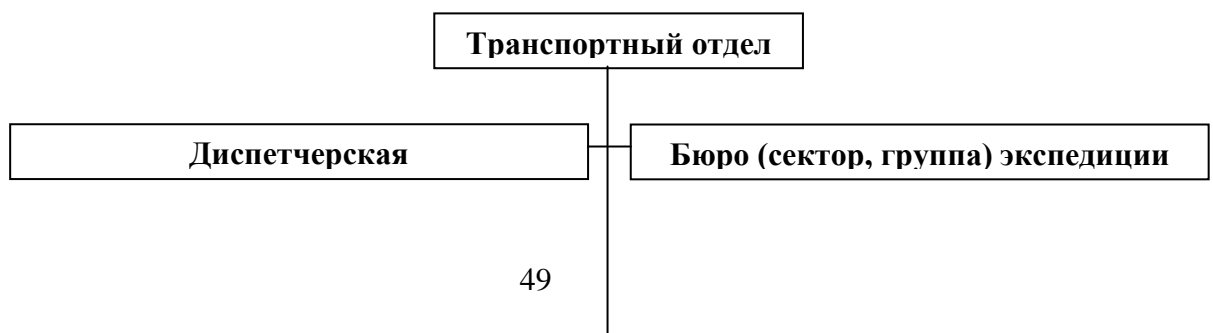 Транспортный отдел
Диспетчерская
Бюро (сектор, группа) экспедиции
49